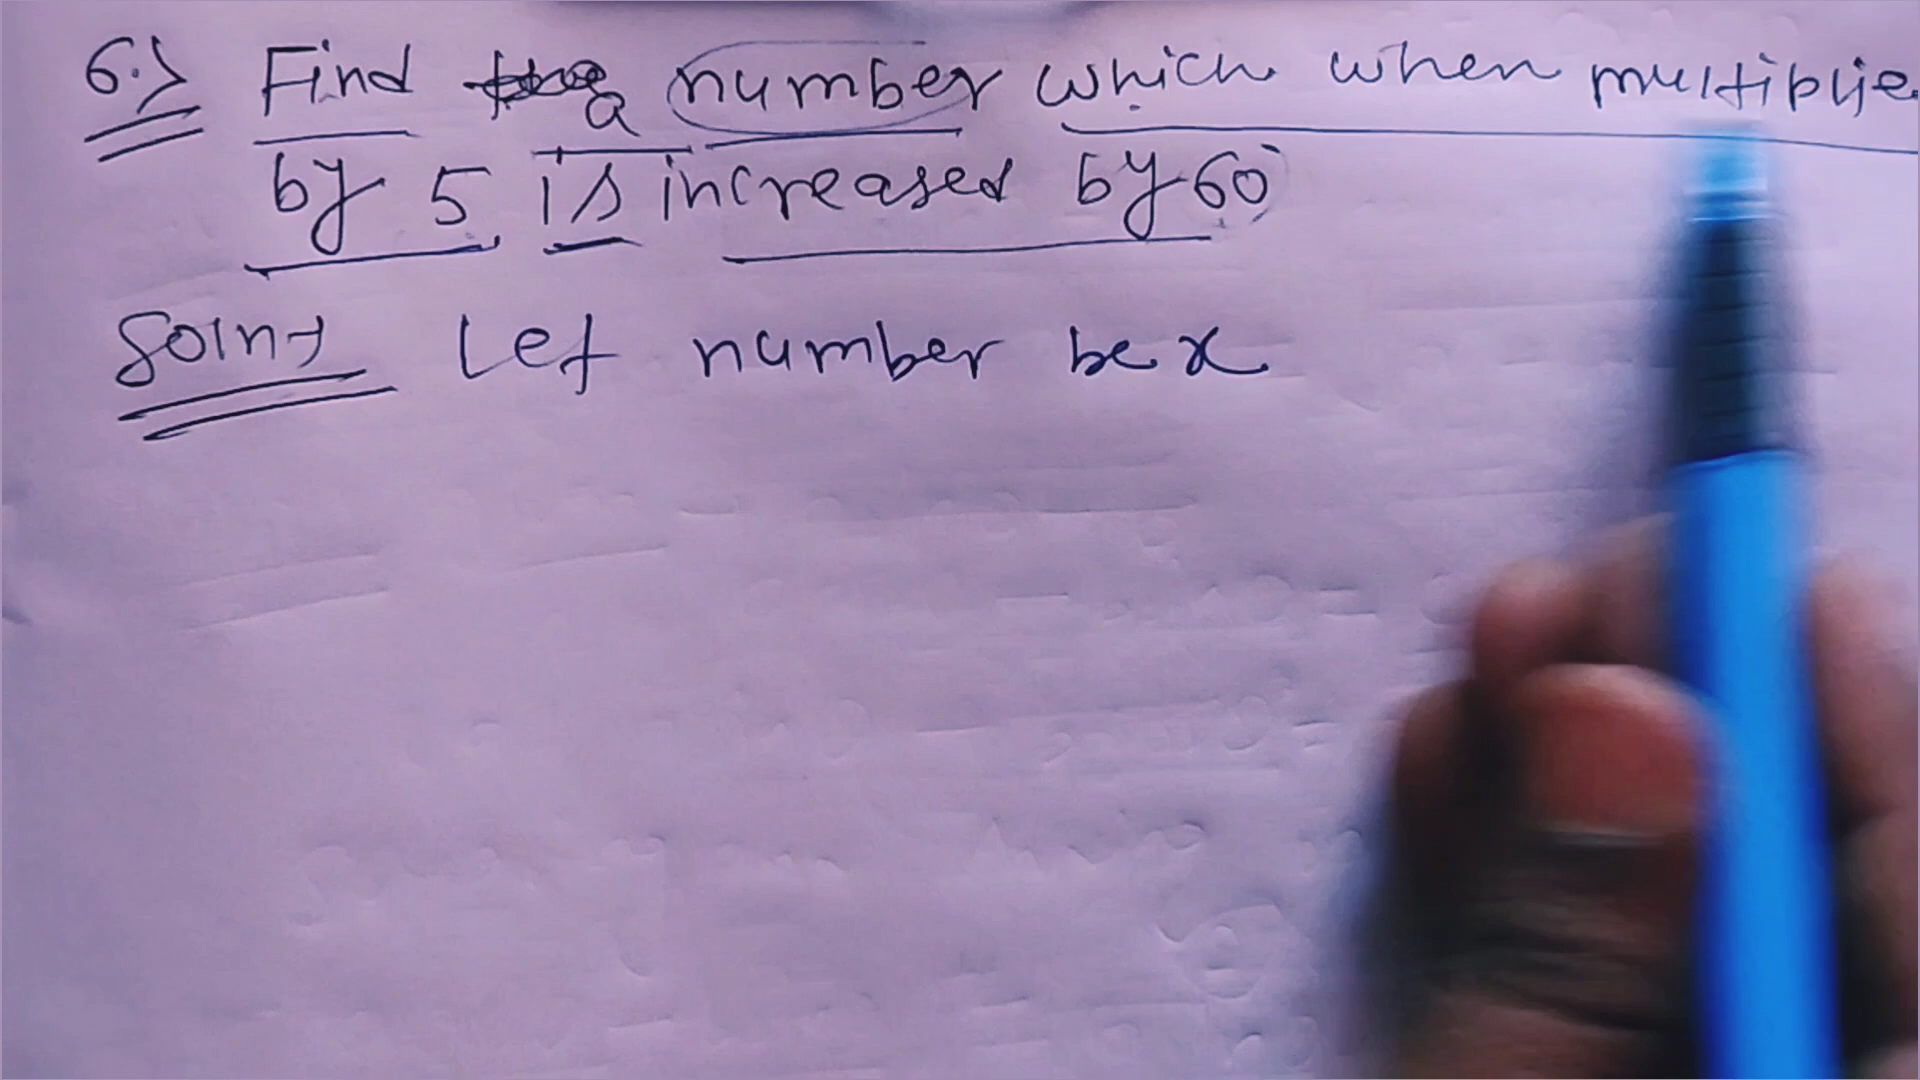 6.> Find a number which when multiplie
by 5 is increased by 60
Soln→ Let number be x